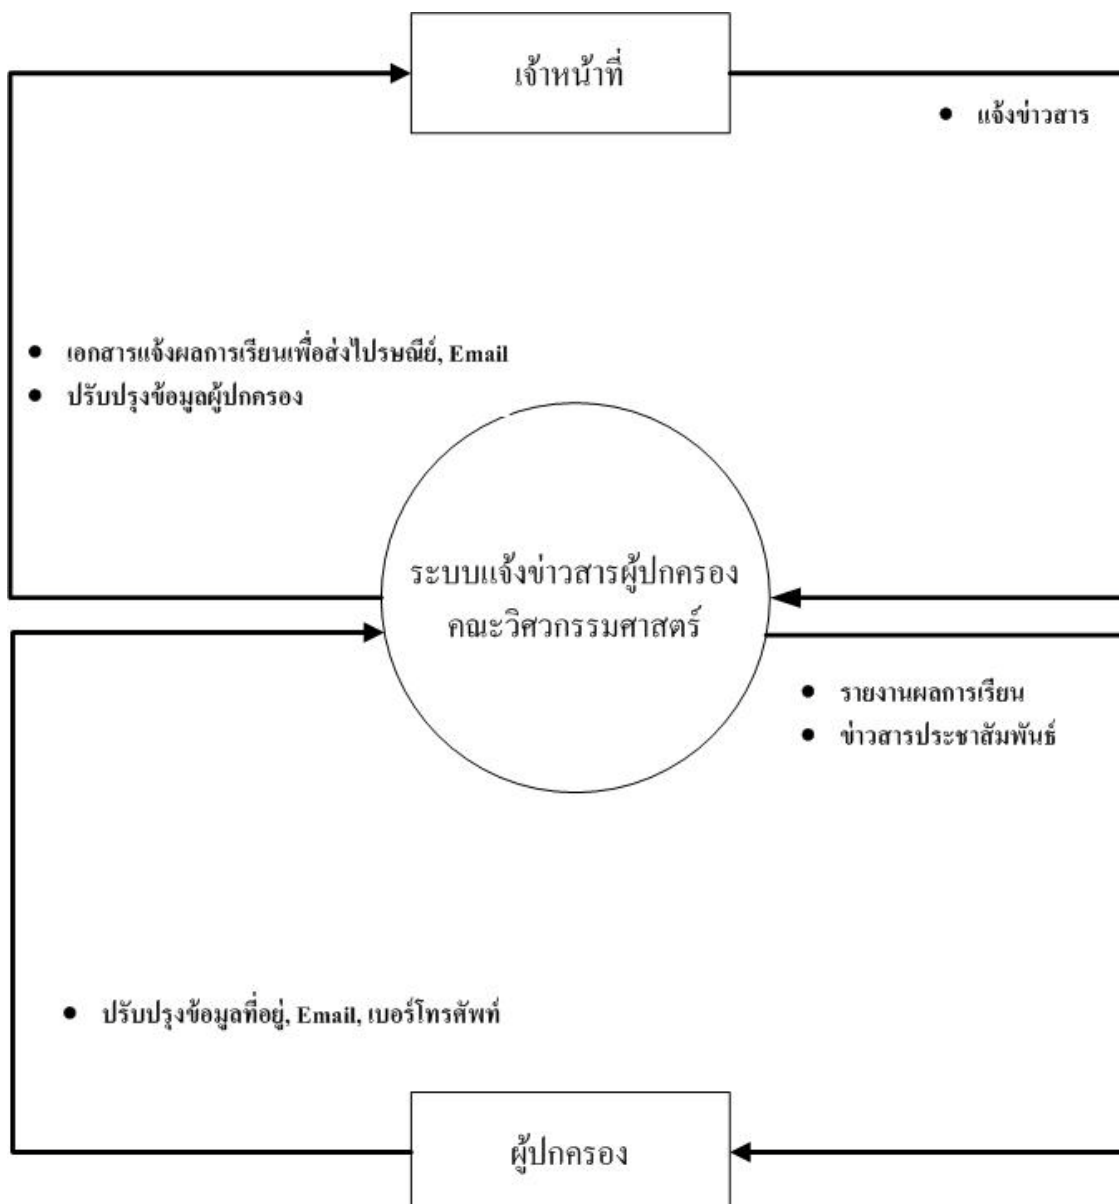 เจ้าหน้าที่
● แจ้งข่าวสาร
● เอกสารแจ้งผลการเรียนเพื่อส่งไปรษณีย์, Email
● ปรับปรุงข้อมูลผู้ปกครอง
ระบบแจ้งข่าวสารผู้ปกครอง
คณะวิศวกรรมศาสตร์
● รายงานผลการเรียน
● ข่าวสารประชาสัมพันธ์
● ปรับปรุงข้อมูลที่อยู่, Email, เบอร์โทรศัพท์
ผู้ปกครอง